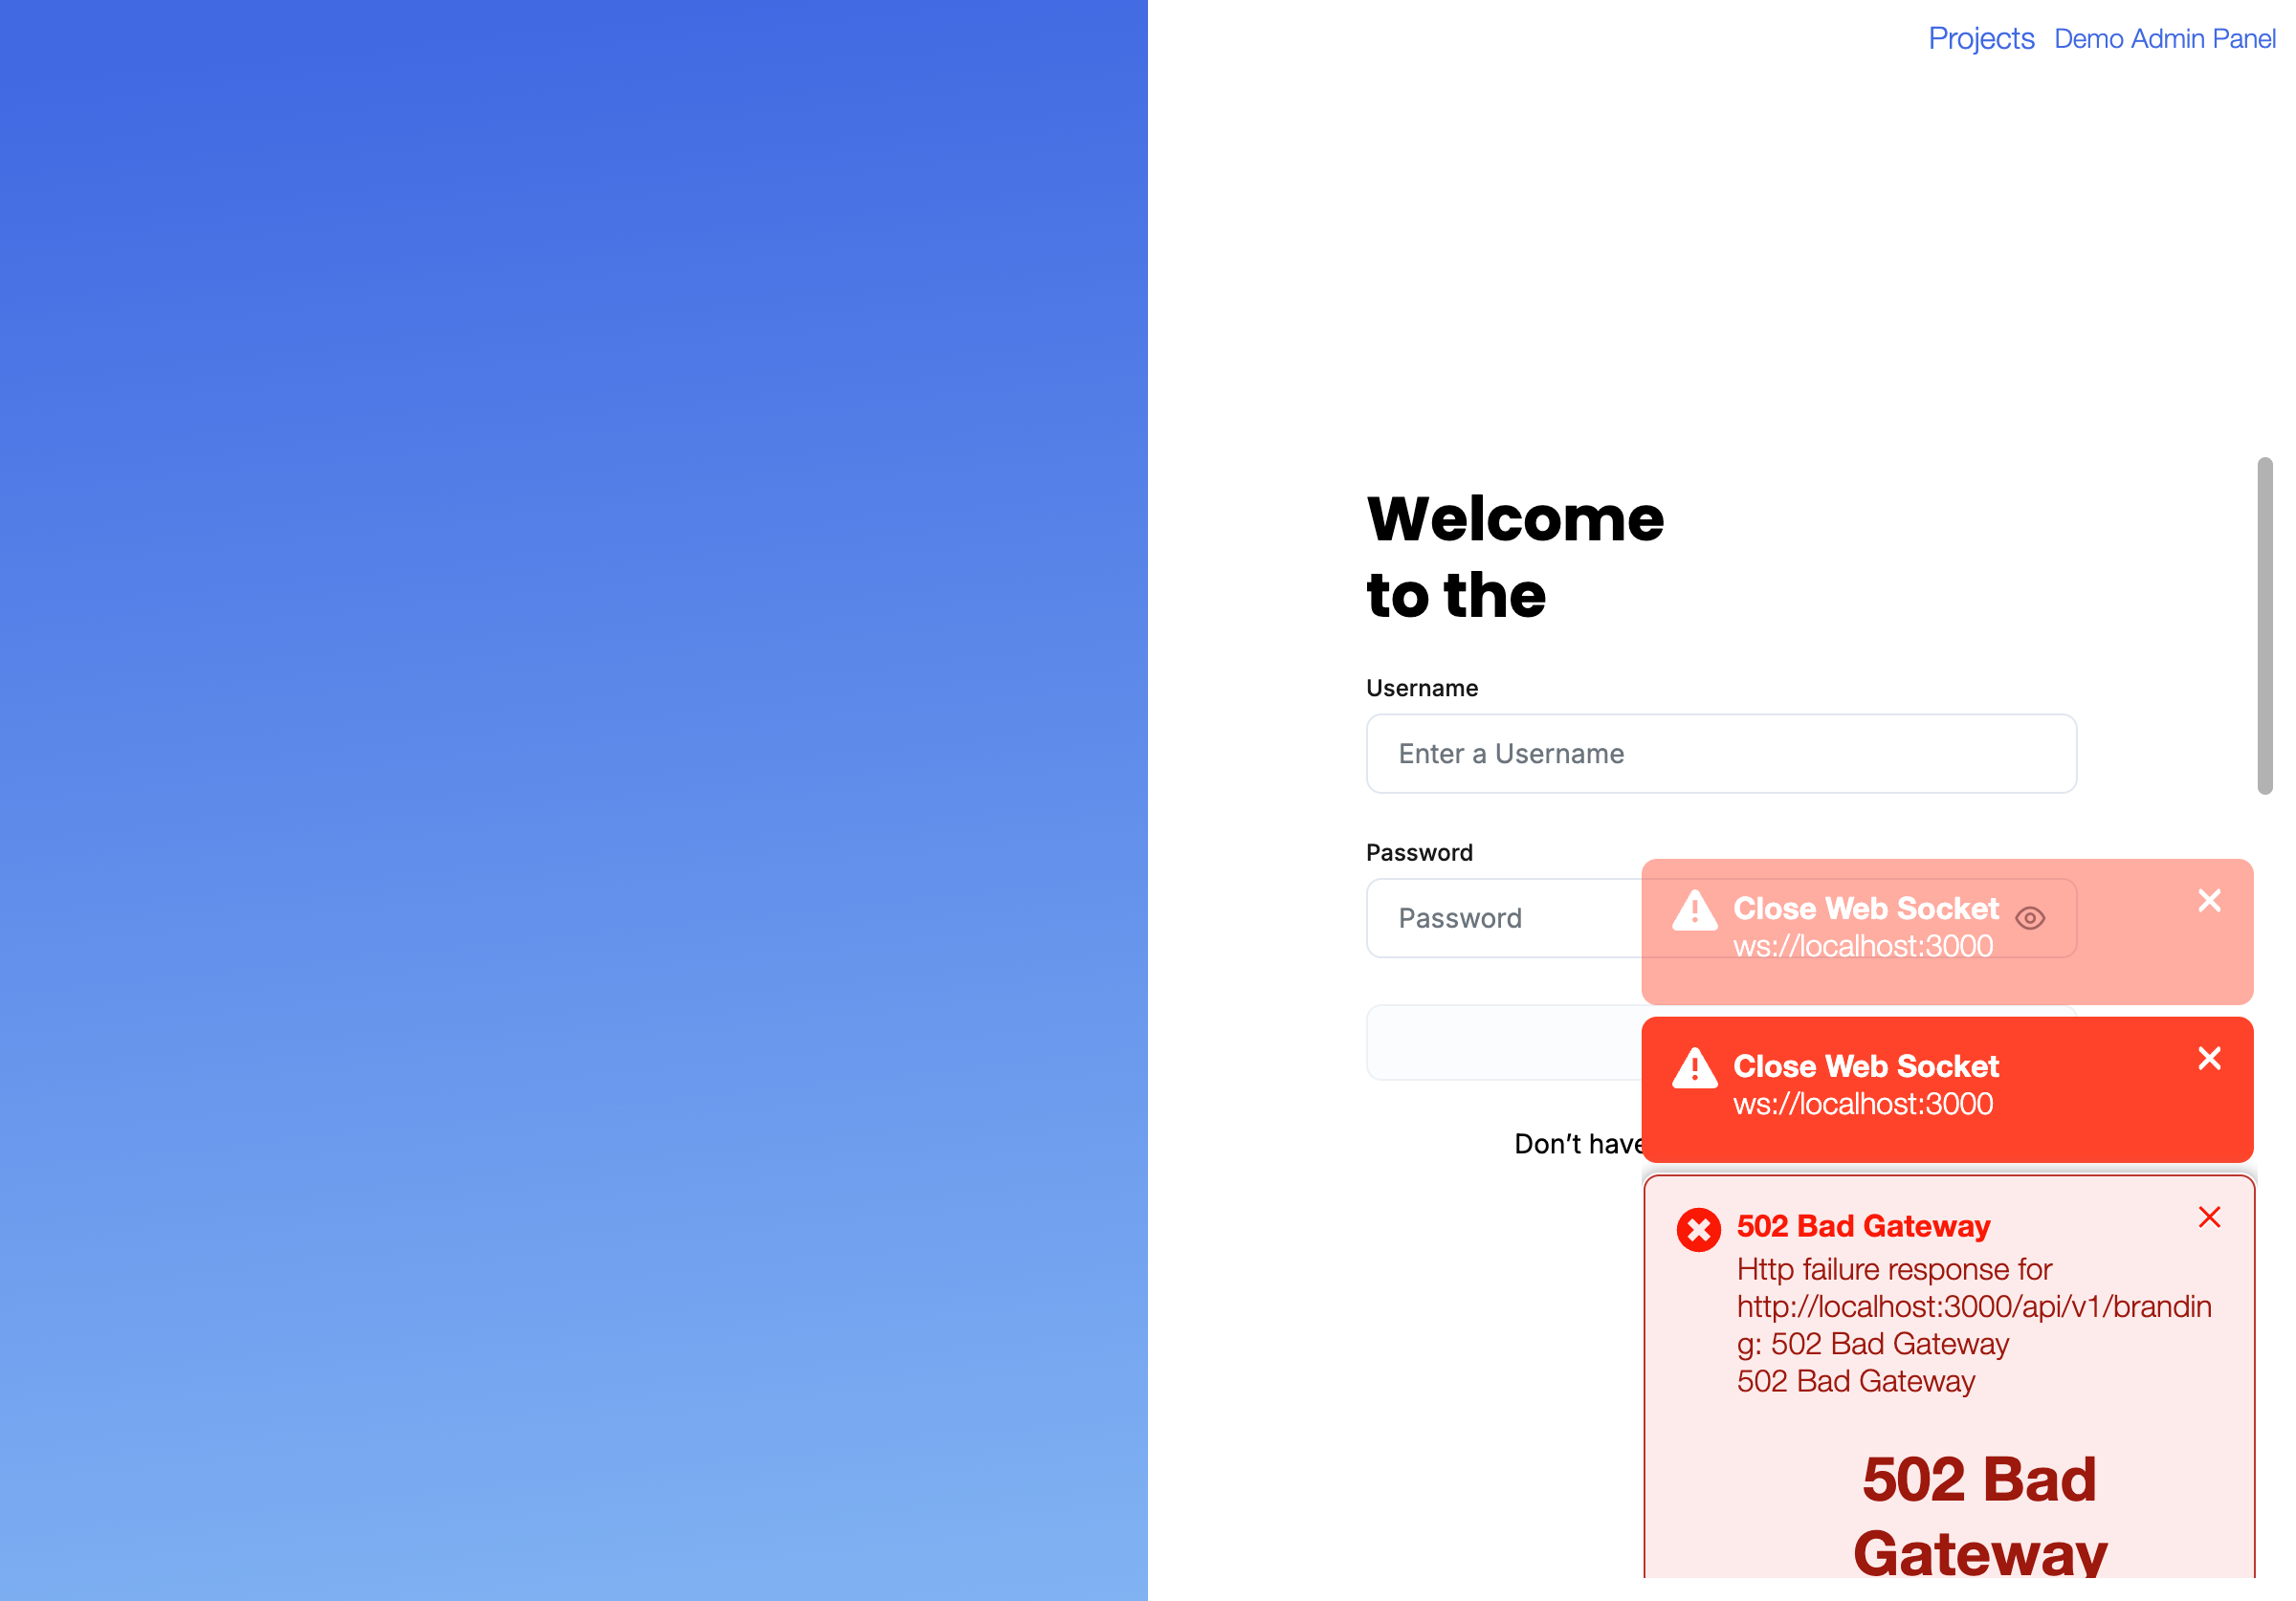 Projects Demo Admin Panel
Welcome
to the
Username
Enter a Username
Password
Password
Close Web Socket
ws://localhost:3000
Close Web Socket
ws://localhost:3000
Don’t have
502 Bad Gateway
Http failure response for
http://localhost:3000/api/v1/brandin
g: 502 Bad Gateway
502 Bad Gateway
502 Bad
Gateway